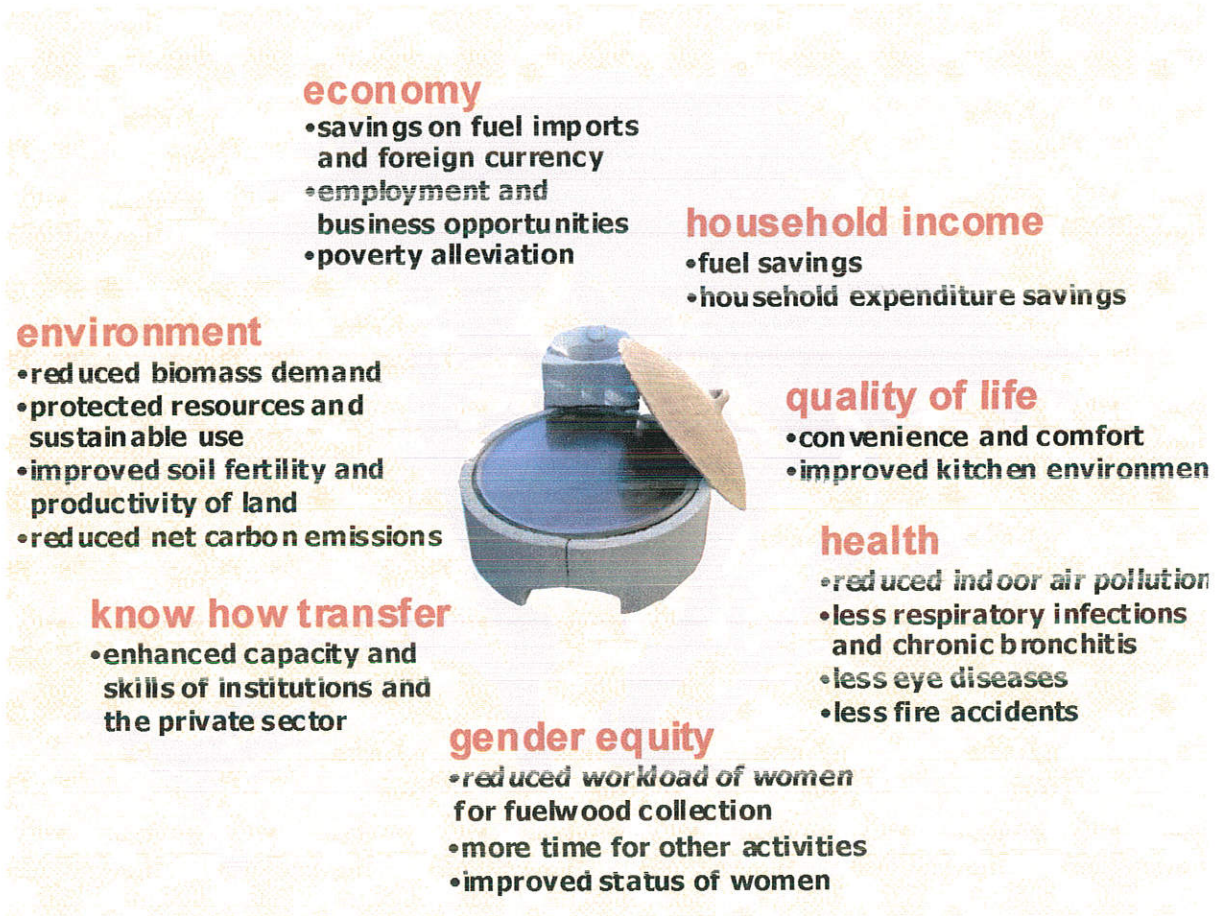 economy
•savings on fuel imports
and foreign currency
•employment and
business opportunities
•poverty alleviation
household income
•fuel savings
•household expenditure savings
environment
•reduced biomass demand
•protected resources and
sustainable use
•improved soil fertility and
productivity of land
•reduced net carbon emissions
quality of life
•convenience and comfort
•improved kitchen environmen
health
•reduced indoor air pollution
•less respiratory infections
and chronic bronchitis
•less eye diseases
•less fire accidents
know how transfer
•enhanced capacity and
skills of institutions and
the private sector
gender equity
•reduced workload of women
for fuelwood collection
•more time for other activities
•improved status of women